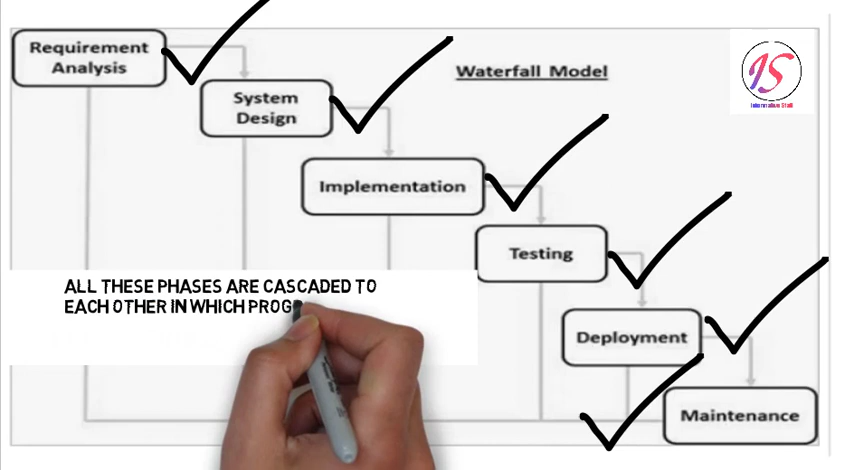 Requirement
Analysis
Waterfall Model
System
Design
Implementation
Testing
ALL THESE PHASES ARE CASCADED TO
EACH OTHER IN WHICH PROG
Deployment
Maintenance
IS